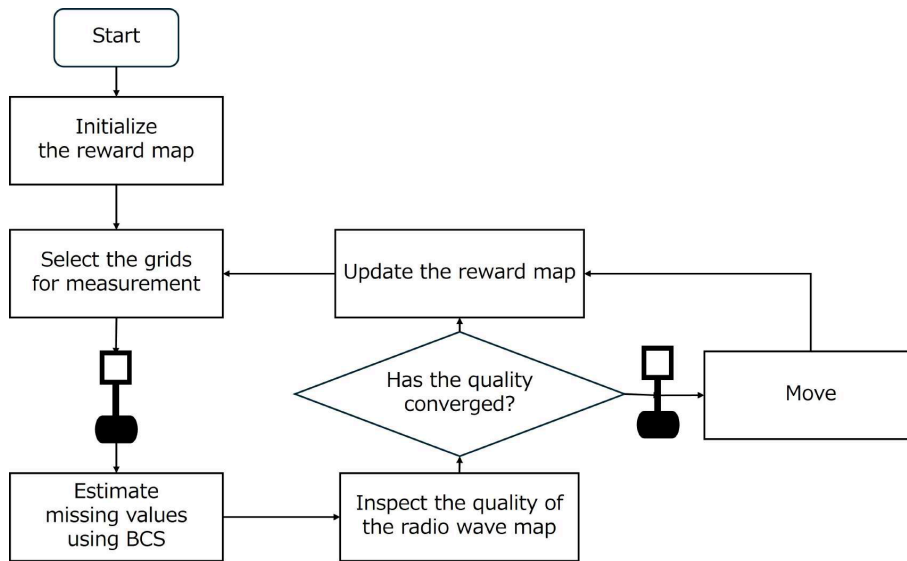 Start
Initialize
the reward map
Select the grids
for measurement
Update the reward map
Has the quality
converged?
Move
Estimate
missing values
using BCS
Inspect the quality of
the radio wave map